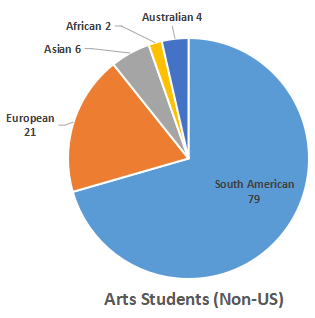 Australian 4
African 2
Asian 6
European
21
South American
79
Arts Students (Non-US)